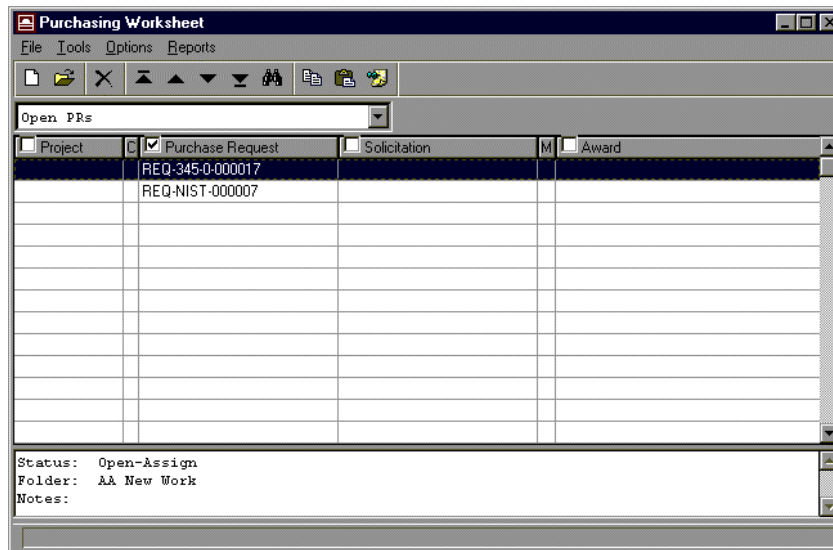 Purchasing Worksheet
File Tools Options Reports
Open PRs
Project C Purchase Request Solicitation M Award
REQ-345-0-000017
REQ-NIST-000007
Status: Open-Assign
Folder: AA New Work
Notes: